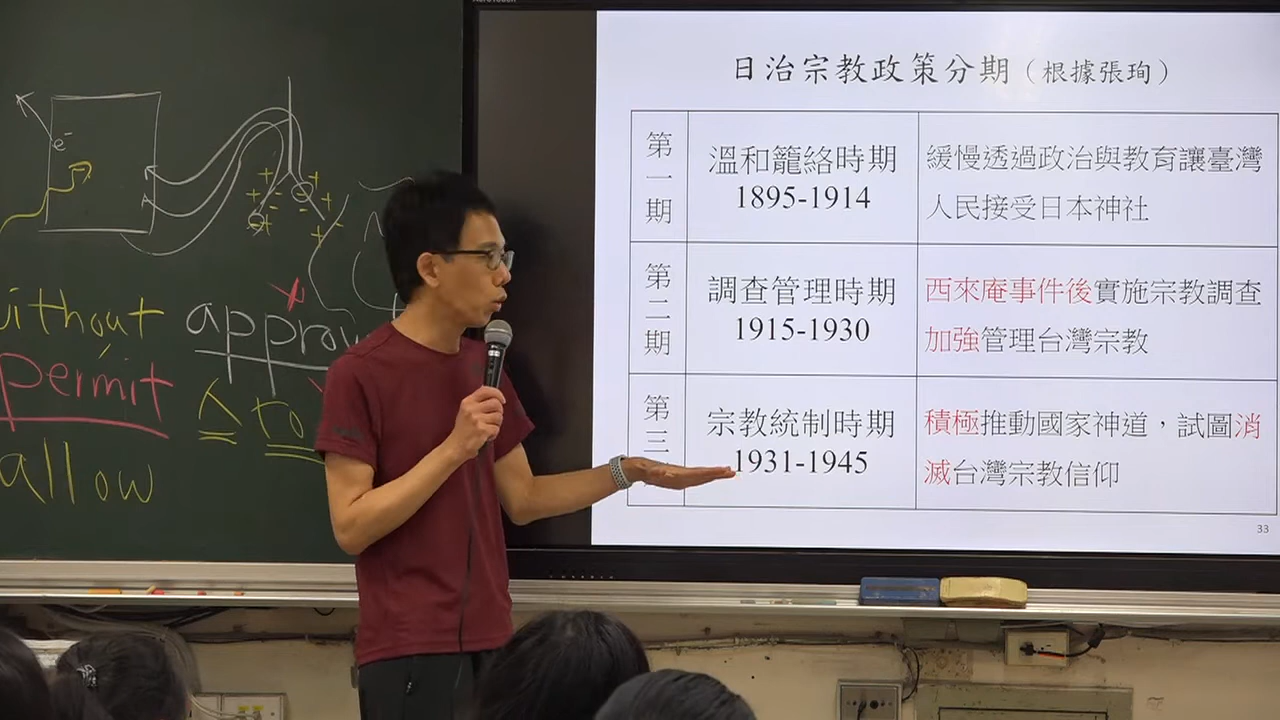 日治宗教政策分期（根據張珣）
第一期
溫和籠絡時期
1895-1914
緩慢透過政治與教育讓臺灣
人民接受日本神社
第二期
調查管理時期
1915-1930
西來庵事件後實施宗教調查
加強管理台灣宗教
第三
宗教統制時期
1931-1945
積極推動國家神道，試圖消
滅台灣宗教信仰
33
e-
without
permit
allow
approv
to